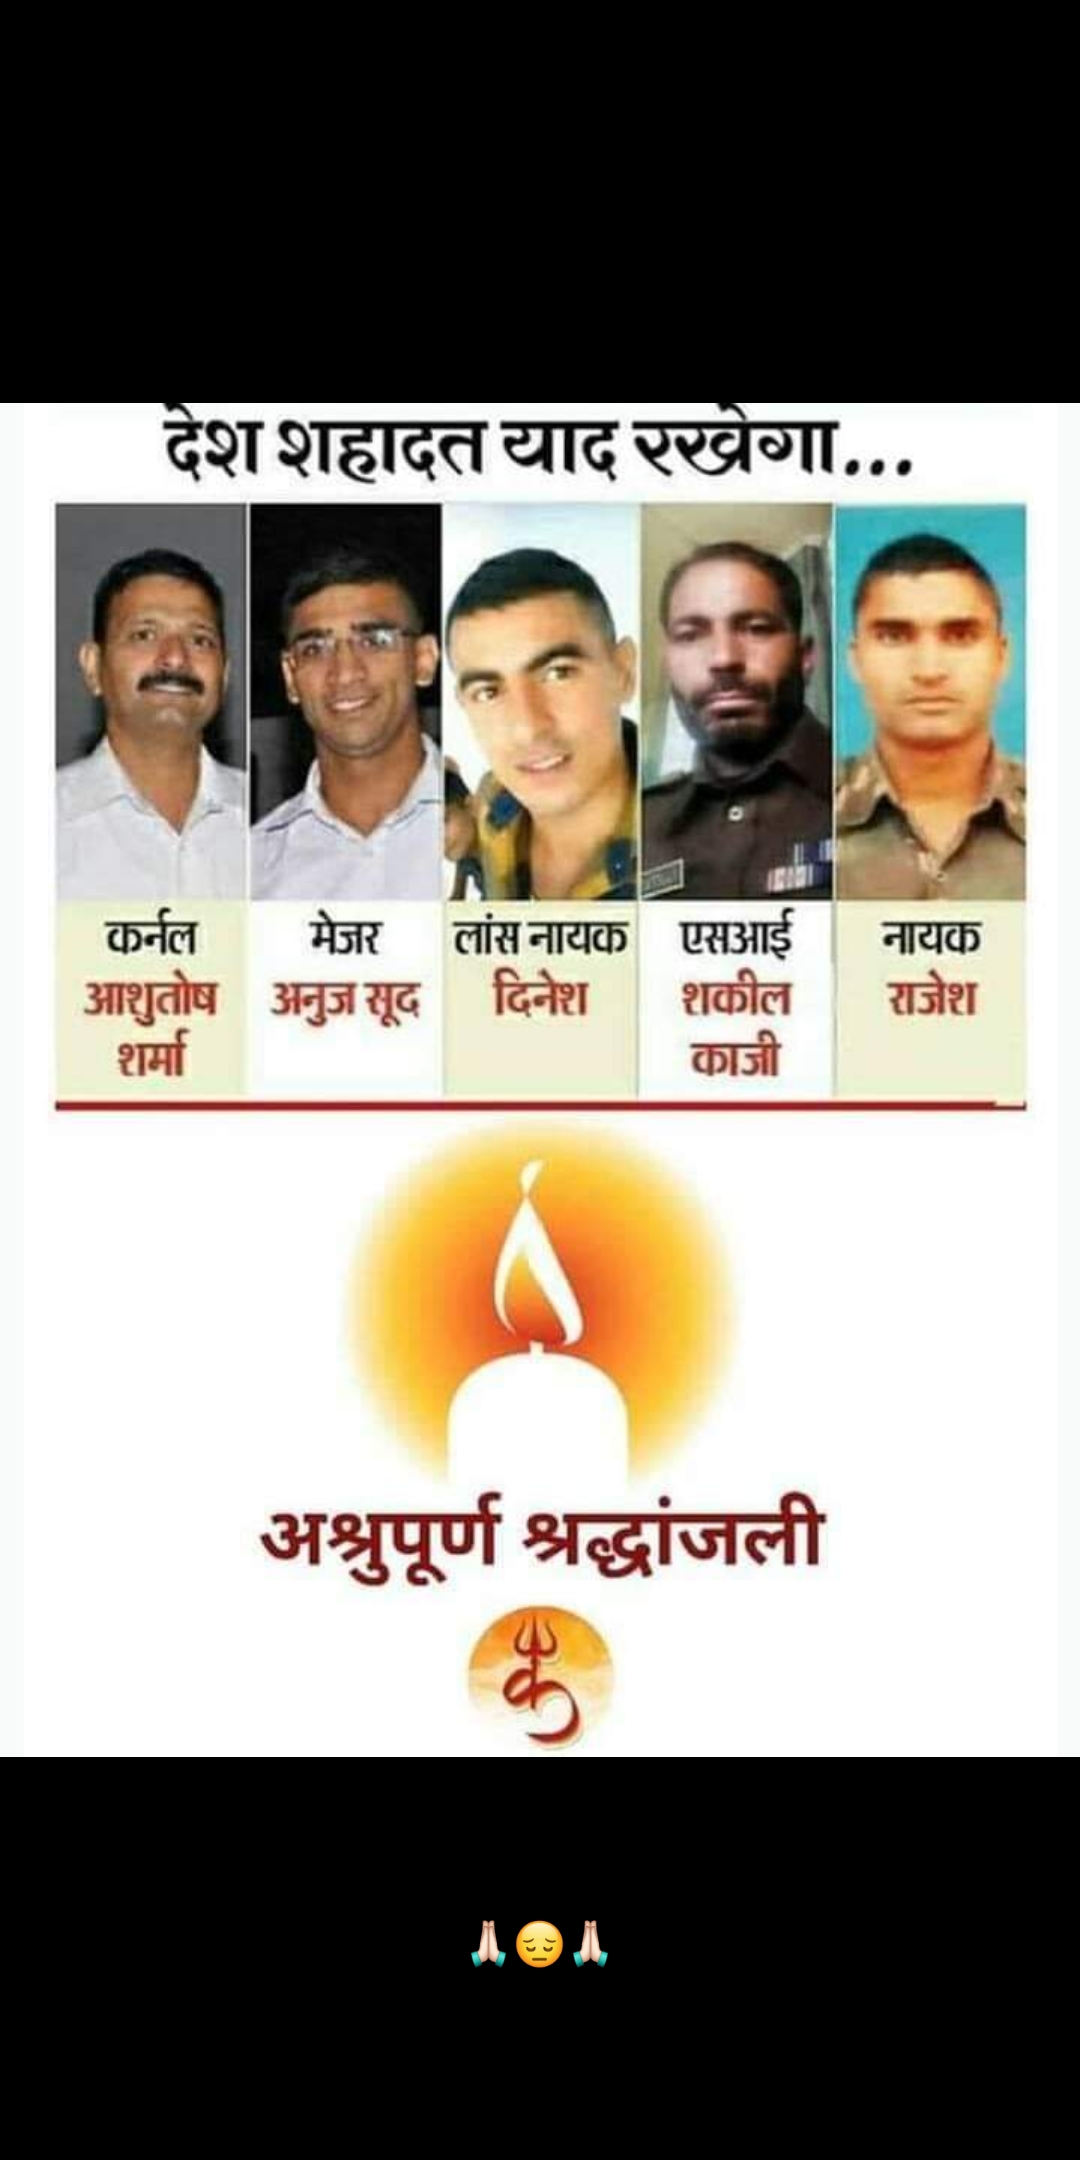 देश शहादत याद रखेगा...
कर्नल
आशुतोष
शर्मा
मेजर
अनुज सूद
लांस नायक
दिनेश
एसआई
शकील
काजी
नायक
राजेश
अश्रुपूर्ण श्रद्धांजली
🙏🏻😔🙏🏻